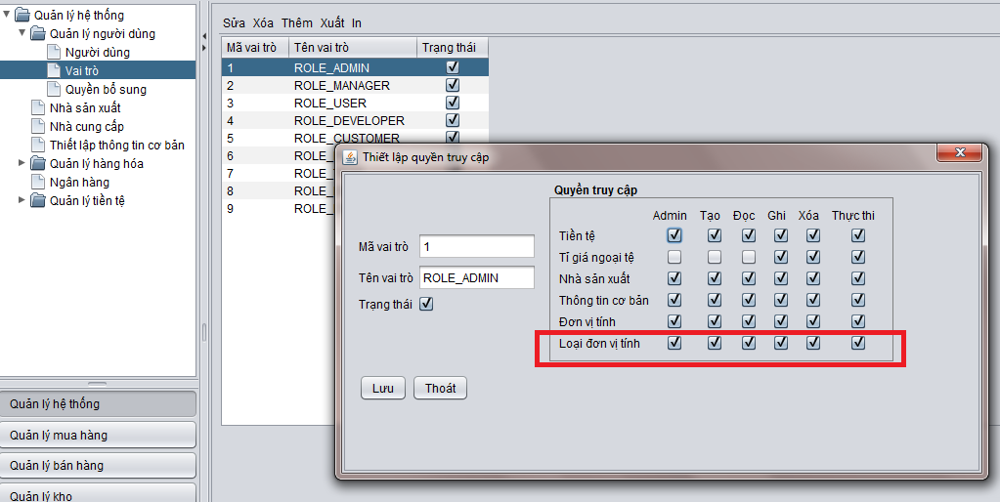 Quản lý hệ thống
Quản lý người dùng
Người dùng
Vai trò
Quyền bổ sung
Nhà sản xuất
Nhà cung cấp
Thiết lập thông tin cơ bản
Quản lý hàng hóa
Ngân hàng
Quản lý tiền tệ
Quản lý hệ thống
Quản lý mua hàng
Quản lý bán hàng
Quản lý kho
Sửa Xóa Thêm Xuất In
Mã vai trò Tên vai trò Trạng thái
1 ROLE_ADMIN
2 ROLE_MANAGER
3 ROLE_USER
4 ROLE_DEVELOPER
5 ROLE_CUSTOMER
6 ROLE_
7 ROLE_
8 ROLE_
9 ROLE_
Thiết lập quyền truy cập
Mã vai trò 1
Tên vai trò ROLE_ADMIN
Trạng thái
Lưu Thoát
Quyền truy cập
Admin Tạo Đọc Ghi Xóa Thực thi
Tiền tệ
Tỉ giá ngoại tệ
Nhà sản xuất
Thông tin cơ bản
Đơn vị tính
Loại đơn vị tính